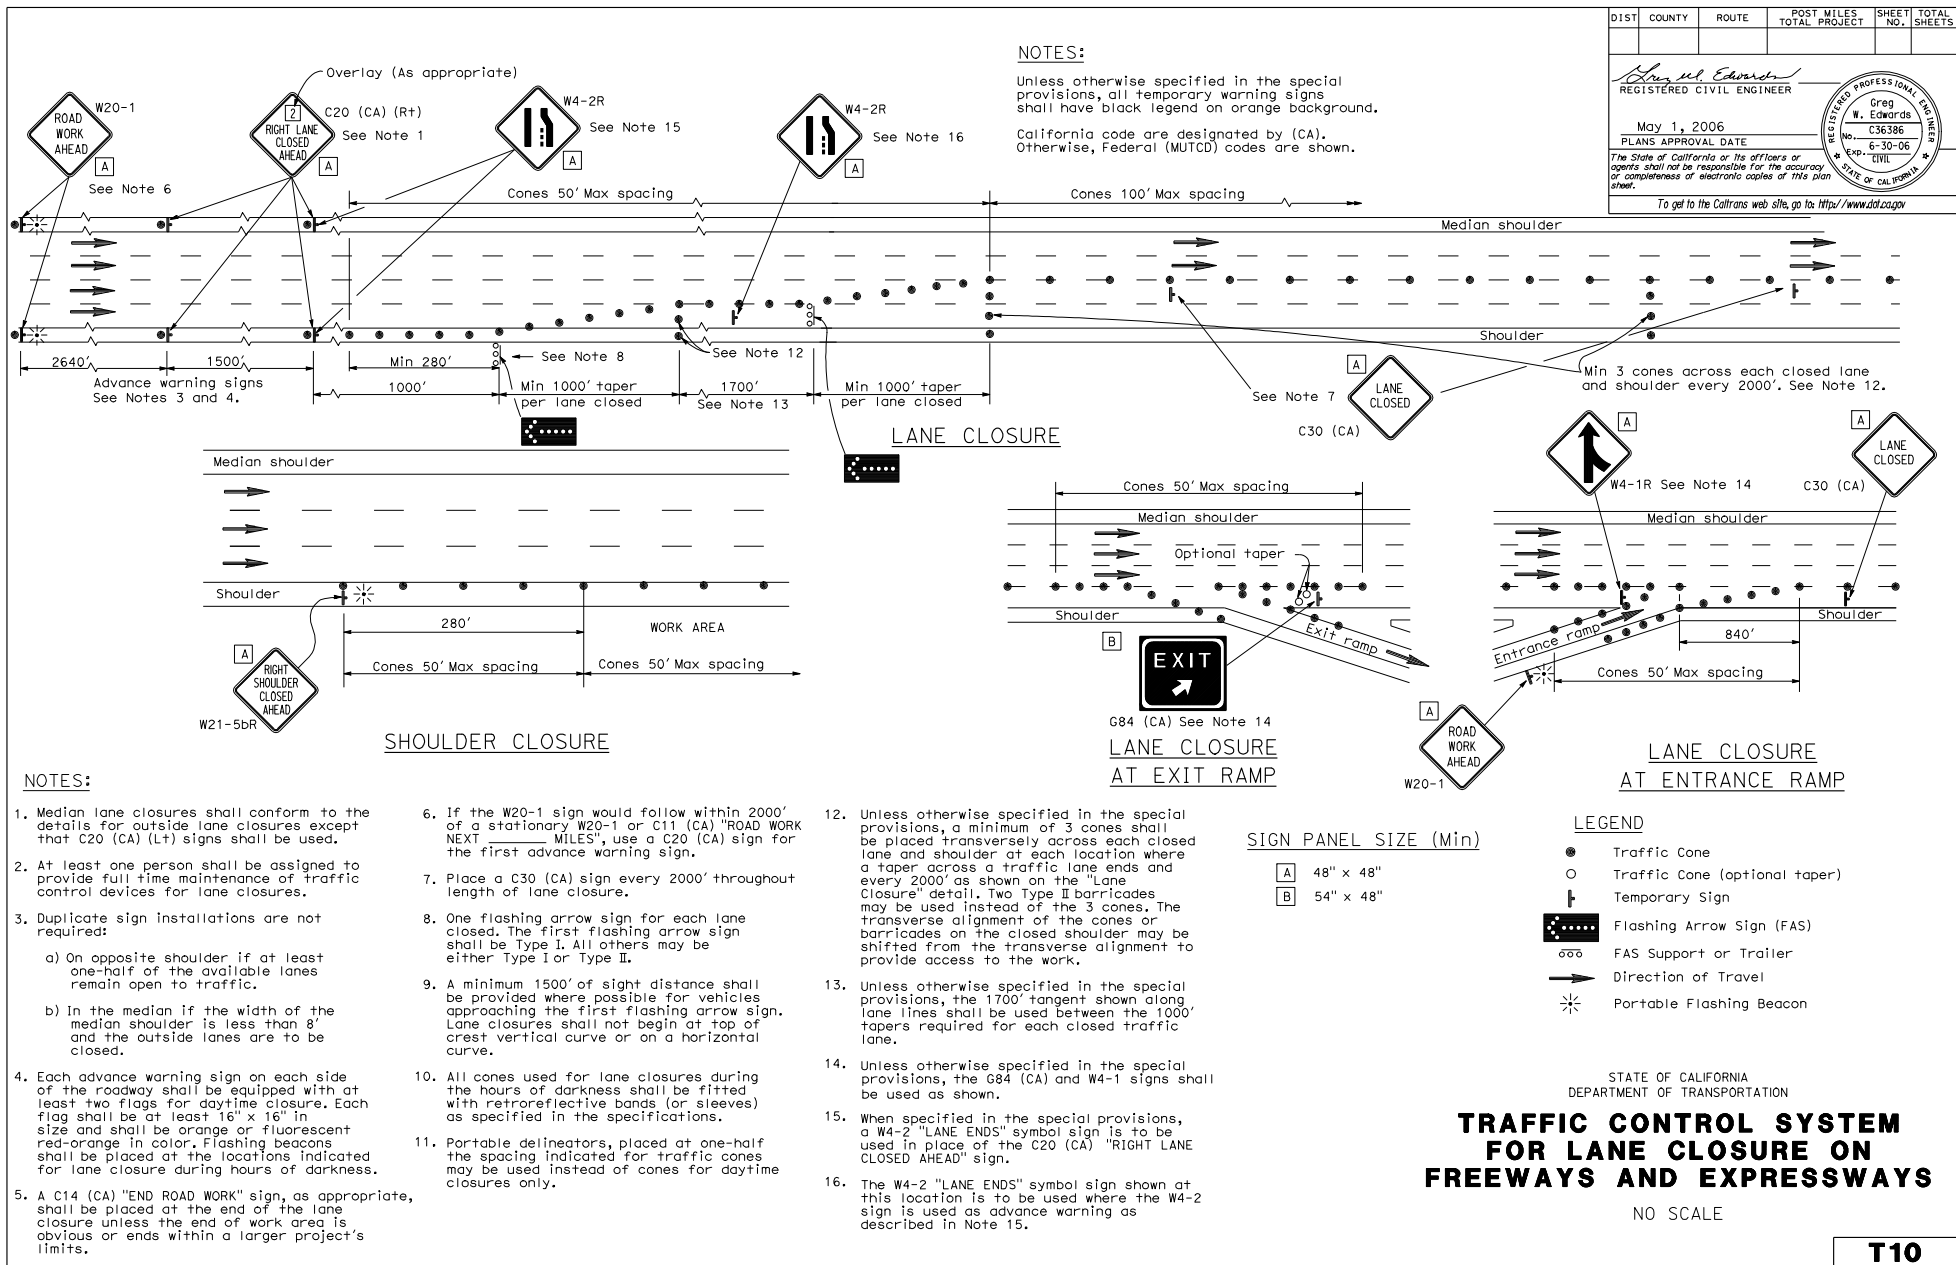 DIST COUNTY ROUTE POST MILES TOTAL PROJECT SHEET NO. TOTAL SHEETS
REGISTERED CIVIL ENGINEER
May 1, 2006
PLANS APPROVAL DATE
The State of California or its officers or
agents shall not be responsible for the accuracy
or completeness of electronic copies of this plan
sheet.
To get to the Caltrans web site, go to: http://www.dot.ca.gov
REGISTERED PROFESSIONAL ENGINEER
Greg
W. Edwards
No. C36386
Exp. 6-30-06
CIVIL
STATE OF CALIFORNIA
NOTES:
Unless otherwise specified in the special
provisions, all temporary warning signs
shall have black legend on orange background.
California code are designated by (CA).
Otherwise, Federal (MUTCD) codes are shown.
Overlay (As appropriate)
ROAD
WORK
AHEAD
W20-1
A
See Note 6
2
RIGHT LANE
CLOSED
AHEAD
C20 (CA) (Rt)
See Note 1
A
W4-2R
See Note 15
A
W4-2R
See Note 16
A
Cones 50' Max spacing
Cones 100' Max spacing
Median shoulder
Shoulder
2640'
1500'
Advance warning signs
See Notes 3 and 4.
Min 280'
1000'
See Note 8
Min 1000' taper
per lane closed
See Note 12
1700'
See Note 13
Min 1000' taper
per lane closed
See Note 7
A
LANE
CLOSED
C30 (CA)
Min 3 cones across each closed lane
and shoulder every 2000'. See Note 12.
LANE CLOSURE
Median shoulder
Shoulder
280'
WORK AREA
Cones 50' Max spacing
Cones 50' Max spacing
A
RIGHT
SHOULDER
CLOSED
AHEAD
W21-5bR
SHOULDER CLOSURE
Cones 50' Max spacing
Median shoulder
Optional taper
Shoulder
Exit ramp
B
EXIT
G84 (CA) See Note 14
LANE CLOSURE
AT EXIT RAMP
A
W4-1R See Note 14
A
LANE
CLOSED
C30 (CA)
Median shoulder
Shoulder
Entrance ramp
840'
Cones 50' Max spacing
A
ROAD
WORK
AHEAD
W20-1
LANE CLOSURE
AT ENTRANCE RAMP
NOTES:
1. Median lane closures shall conform to the
details for outside lane closures except
that C20 (CA) (Lt) signs shall be used.
2. At least one person shall be assigned to
provide full time maintenance of traffic
control devices for lane closures.
3. Duplicate sign installations are not
required:
a) On opposite shoulder if at least
one-half of the available lanes
remain open to traffic.
b) In the median if the width of the
median shoulder is less than 8'
and the outside lanes are to be
closed.
4. Each advance warning sign on each side
of the roadway shall be equipped with at
least two flags for daytime closure. Each
flag shall be at least 16" x 16" in
size and shall be orange or fluorescent
red-orange in color. Flashing beacons
shall be placed at the locations indicated
for lane closure during hours of darkness.
5. A C14 (CA) "END ROAD WORK" sign, as appropriate,
shall be placed at the end of the lane
closure unless the end of work area is
obvious or ends within a larger project's
limits.
6. If the W20-1 sign would follow within 2000'
of a stationary W20-1 or C11 (CA) "ROAD WORK
NEXT ______ MILES", use a C20 (CA) sign for
the first advance warning sign.
7. Place a C30 (CA) sign every 2000' throughout
length of lane closure.
8. One flashing arrow sign for each lane
closed. The first flashing arrow sign
shall be Type I. All others may be
either Type I or Type II.
9. A minimum 1500' of sight distance shall
be provided where possible for vehicles
approaching the first flashing arrow sign.
Lane closures shall not begin at top of
crest vertical curve or on a horizontal
curve.
10. All cones used for lane closures during
the hours of darkness shall be fitted
with retroreflective bands (or sleeves)
as specified in the specifications.
11. Portable delineators, placed at one-half
the spacing indicated for traffic cones
may be used instead of cones for daytime
closures only.
12. Unless otherwise specified in the special
provisions, a minimum of 3 cones shall
be placed transversely across each closed
lane and shoulder at each location where
a taper across a traffic lane ends and
every 2000' as shown on the "Lane
Closure" detail. Two Type II barricades
may be used instead of the 3 cones. The
transverse alignment of the cones or
barricades on the closed shoulder may be
shifted from the transverse alignment to
provide access to the work.
13. Unless otherwise specified in the special
provisions, the 1700' tangent shown along
lane lines shall be used between the 1000'
tapers required for each closed traffic
lane.
14. Unless otherwise specified in the special
provisions, the G84 (CA) and W4-1 signs shall
be used as shown.
15. When specified in the special provisions,
a W4-2 "LANE ENDS" symbol sign is to be
used in place of the C20 (CA) "RIGHT LANE
CLOSED AHEAD" sign.
16. The W4-2 "LANE ENDS" symbol sign shown at
this location is to be used where the W4-2
sign is used as advance warning as
described in Note 15.
SIGN PANEL SIZE (Min)
A 48" x 48"
B 54" x 48"
LEGEND
Traffic Cone
Traffic Cone (optional taper)
Temporary Sign
Flashing Arrow Sign (FAS)
FAS Support or Trailer
Direction of Travel
Portable Flashing Beacon
STATE OF CALIFORNIA
DEPARTMENT OF TRANSPORTATION
TRAFFIC CONTROL SYSTEM
FOR LANE CLOSURE ON
FREEWAYS AND EXPRESSWAYS
NO SCALE
T10